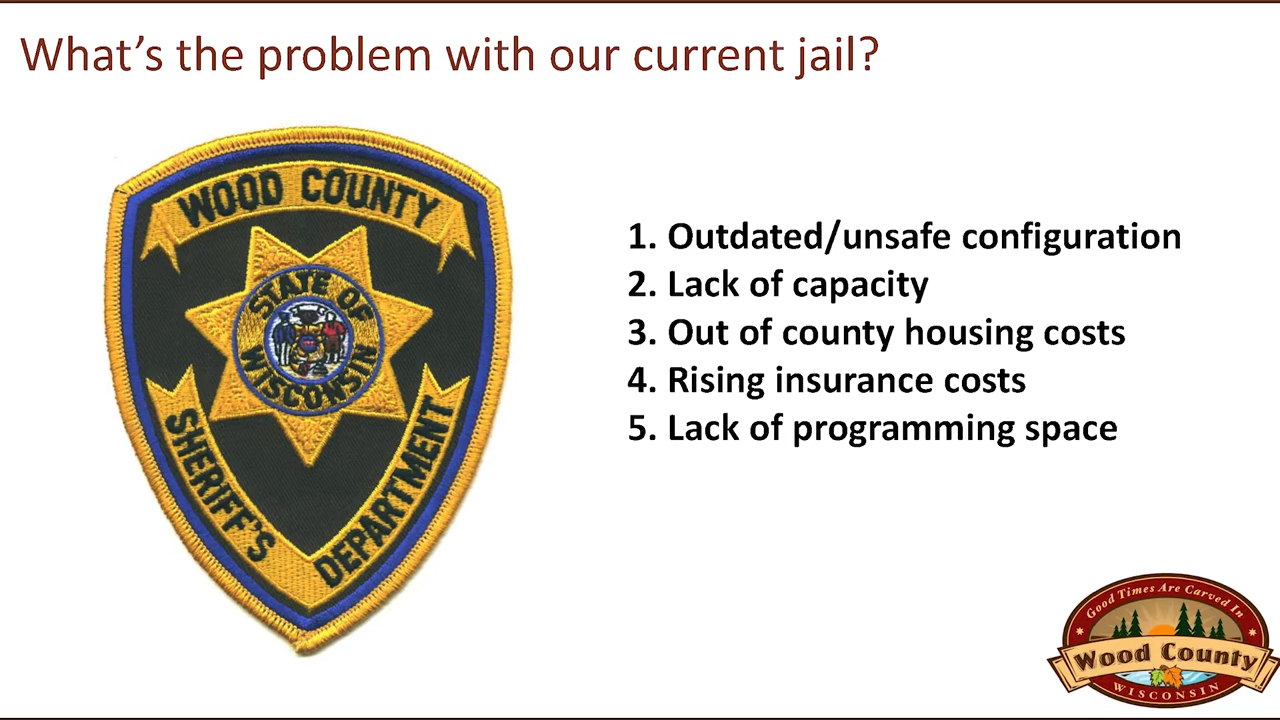 What's the problem with our current jail?
WOOD COUNTY
STATE OF
WISCONSIN
SHERIFF'S
DEPARTMENT
1. Outdated/unsafe configuration
2. Lack of capacity
3. Out of county housing costs
4. Rising insurance costs
5. Lack of programming space
Good Times Are Carved In
Wood County
WISCONSIN